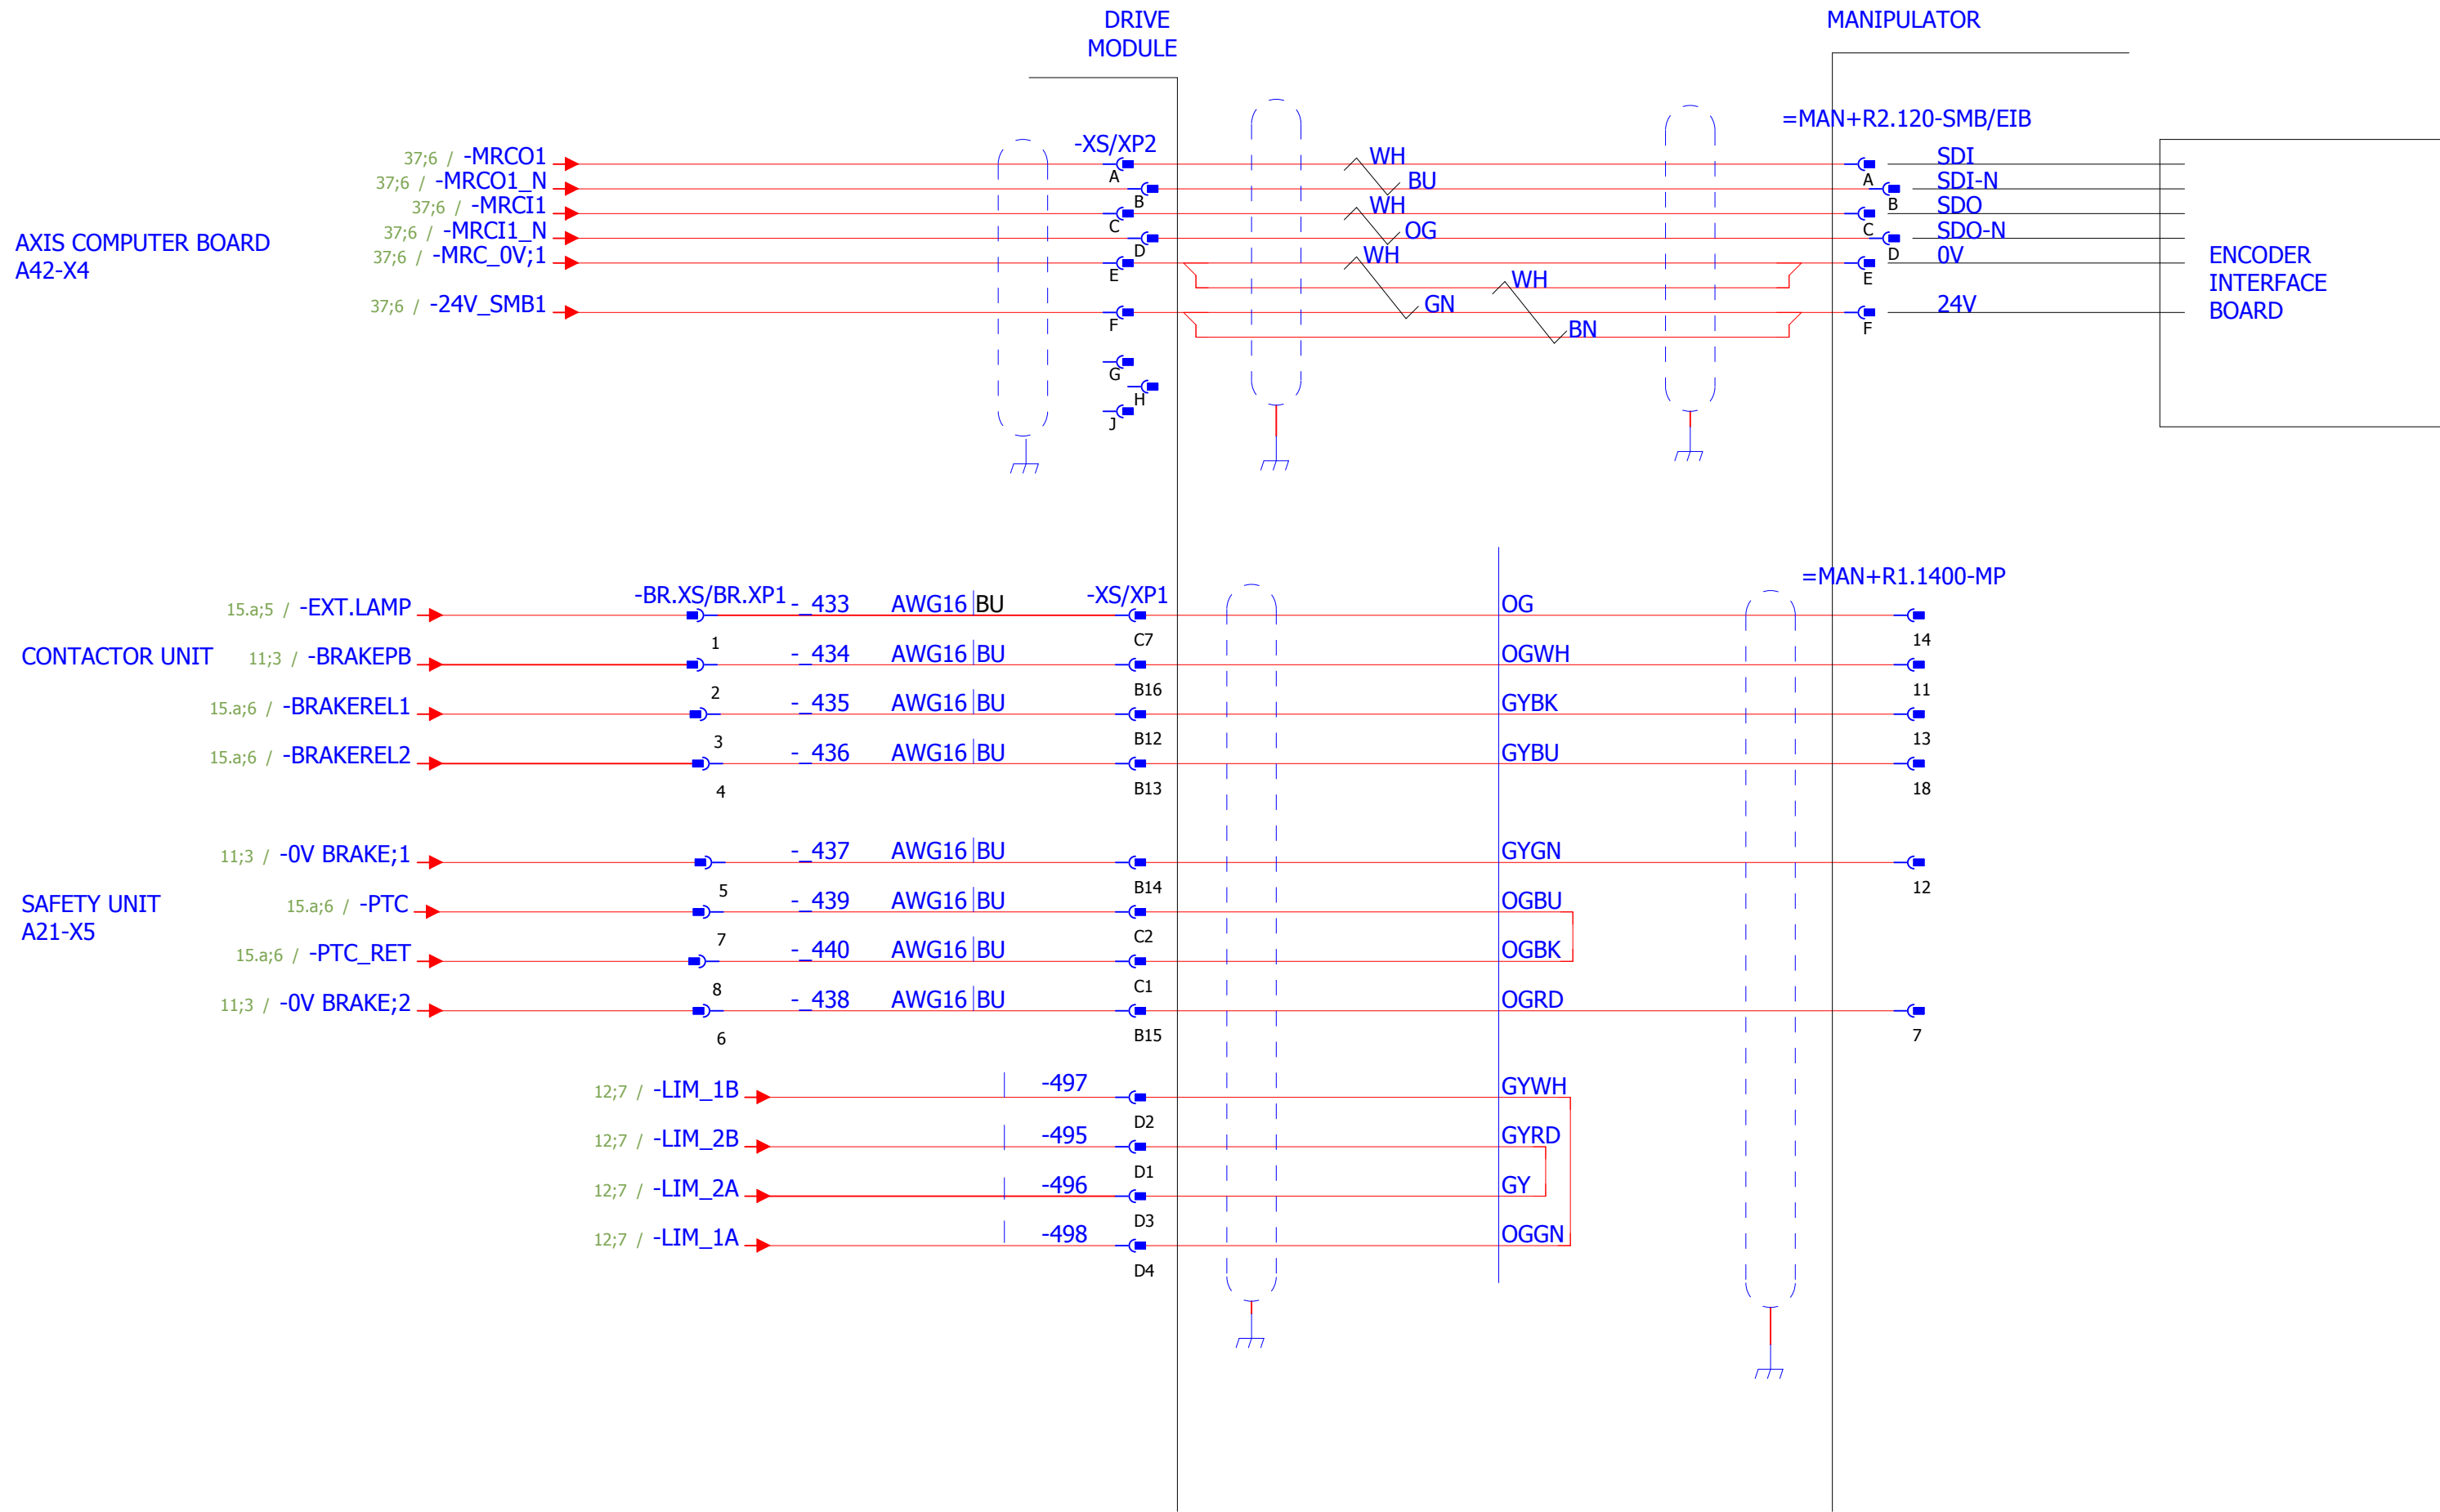 DRIVE
MODULE
MANIPULATOR
=MAN+R2.120-SMB/EIB
-XS/XP2
37;6 / -MRCO1 A WH A SDI
37;6 / -MRCO1_N B BU B SDI-N
37;6 / -MRCI1 C WH C SDO
37;6 / -MRCI1_N D OG D SDO-N
37;6 / -MRC_0V;1 E WH E 0V
WH
37;6 / -24V_SMB1 F GN F 24V
BN
G
H
J
AXIS COMPUTER BOARD
A42-X4
ENCODER
INTERFACE
BOARD
=MAN+R1.1400-MP
-BR.XS/BR.XP1
-XS/XP1
15.a;5 / -EXT.LAMP 1 -_433 AWG16 BU C7 OG 14
CONTACTOR UNIT
11;3 / -BRAKEPB 2 -_434 AWG16 BU B16 OGWH 11
15.a;6 / -BRAKEREL1 3 -_435 AWG16 BU B12 GYBK 13
15.a;6 / -BRAKEREL2 4 -_436 AWG16 BU B13 GYBU 18
11;3 / -0V BRAKE;1 5 -_437 AWG16 BU B14 GYGN 12
SAFETY UNIT
A21-X5
15.a;6 / -PTC 7 -_439 AWG16 BU C2 OGBU
15.a;6 / -PTC_RET 8 -_440 AWG16 BU C1 OGBK
11;3 / -0V BRAKE;2 6 -_438 AWG16 BU B15 OGRD 7
12;7 / -LIM_1B -497 D2 GYWH
12;7 / -LIM_2B -495 D1 GYRD
12;7 / -LIM_2A -496 D3 GY
12;7 / -LIM_1A -498 D4 OGGN